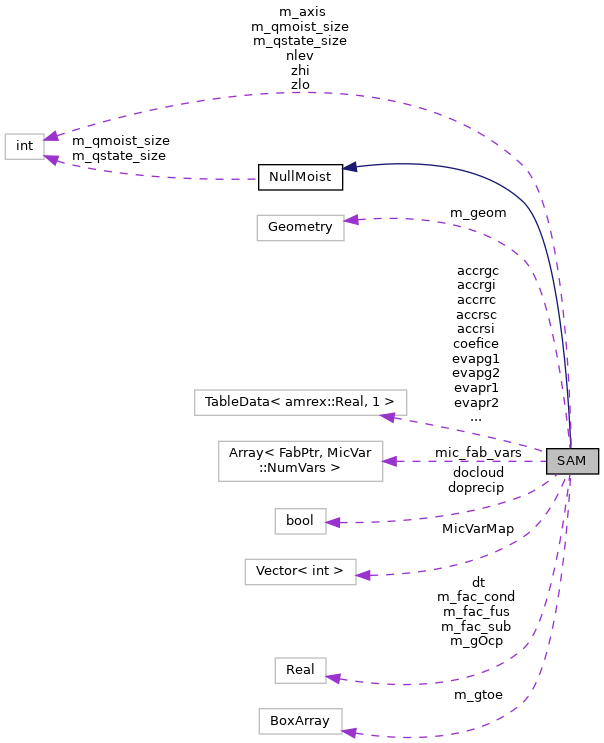 m_axis
m_qmoist_size
m_qstate_size
nlev
zhi
zlo
int
m_qmoist_size
m_qstate_size
NullMoist
m_geom
Geometry
accrgc
accrgi
accrrc
accrsc
accrsi
coefice
evapg1
evapg2
evapr1
evapr2
...
TableData< amrex::Real, 1 >
Array< FabPtr, MicVar
::NumVars >
mic_fab_vars
SAM
docloud
doprecip
bool
MicVarMap
Vector< int >
dt
m_fac_cond
m_fac_fus
m_fac_sub
m_gOcp
Real
m_gtoe
BoxArray